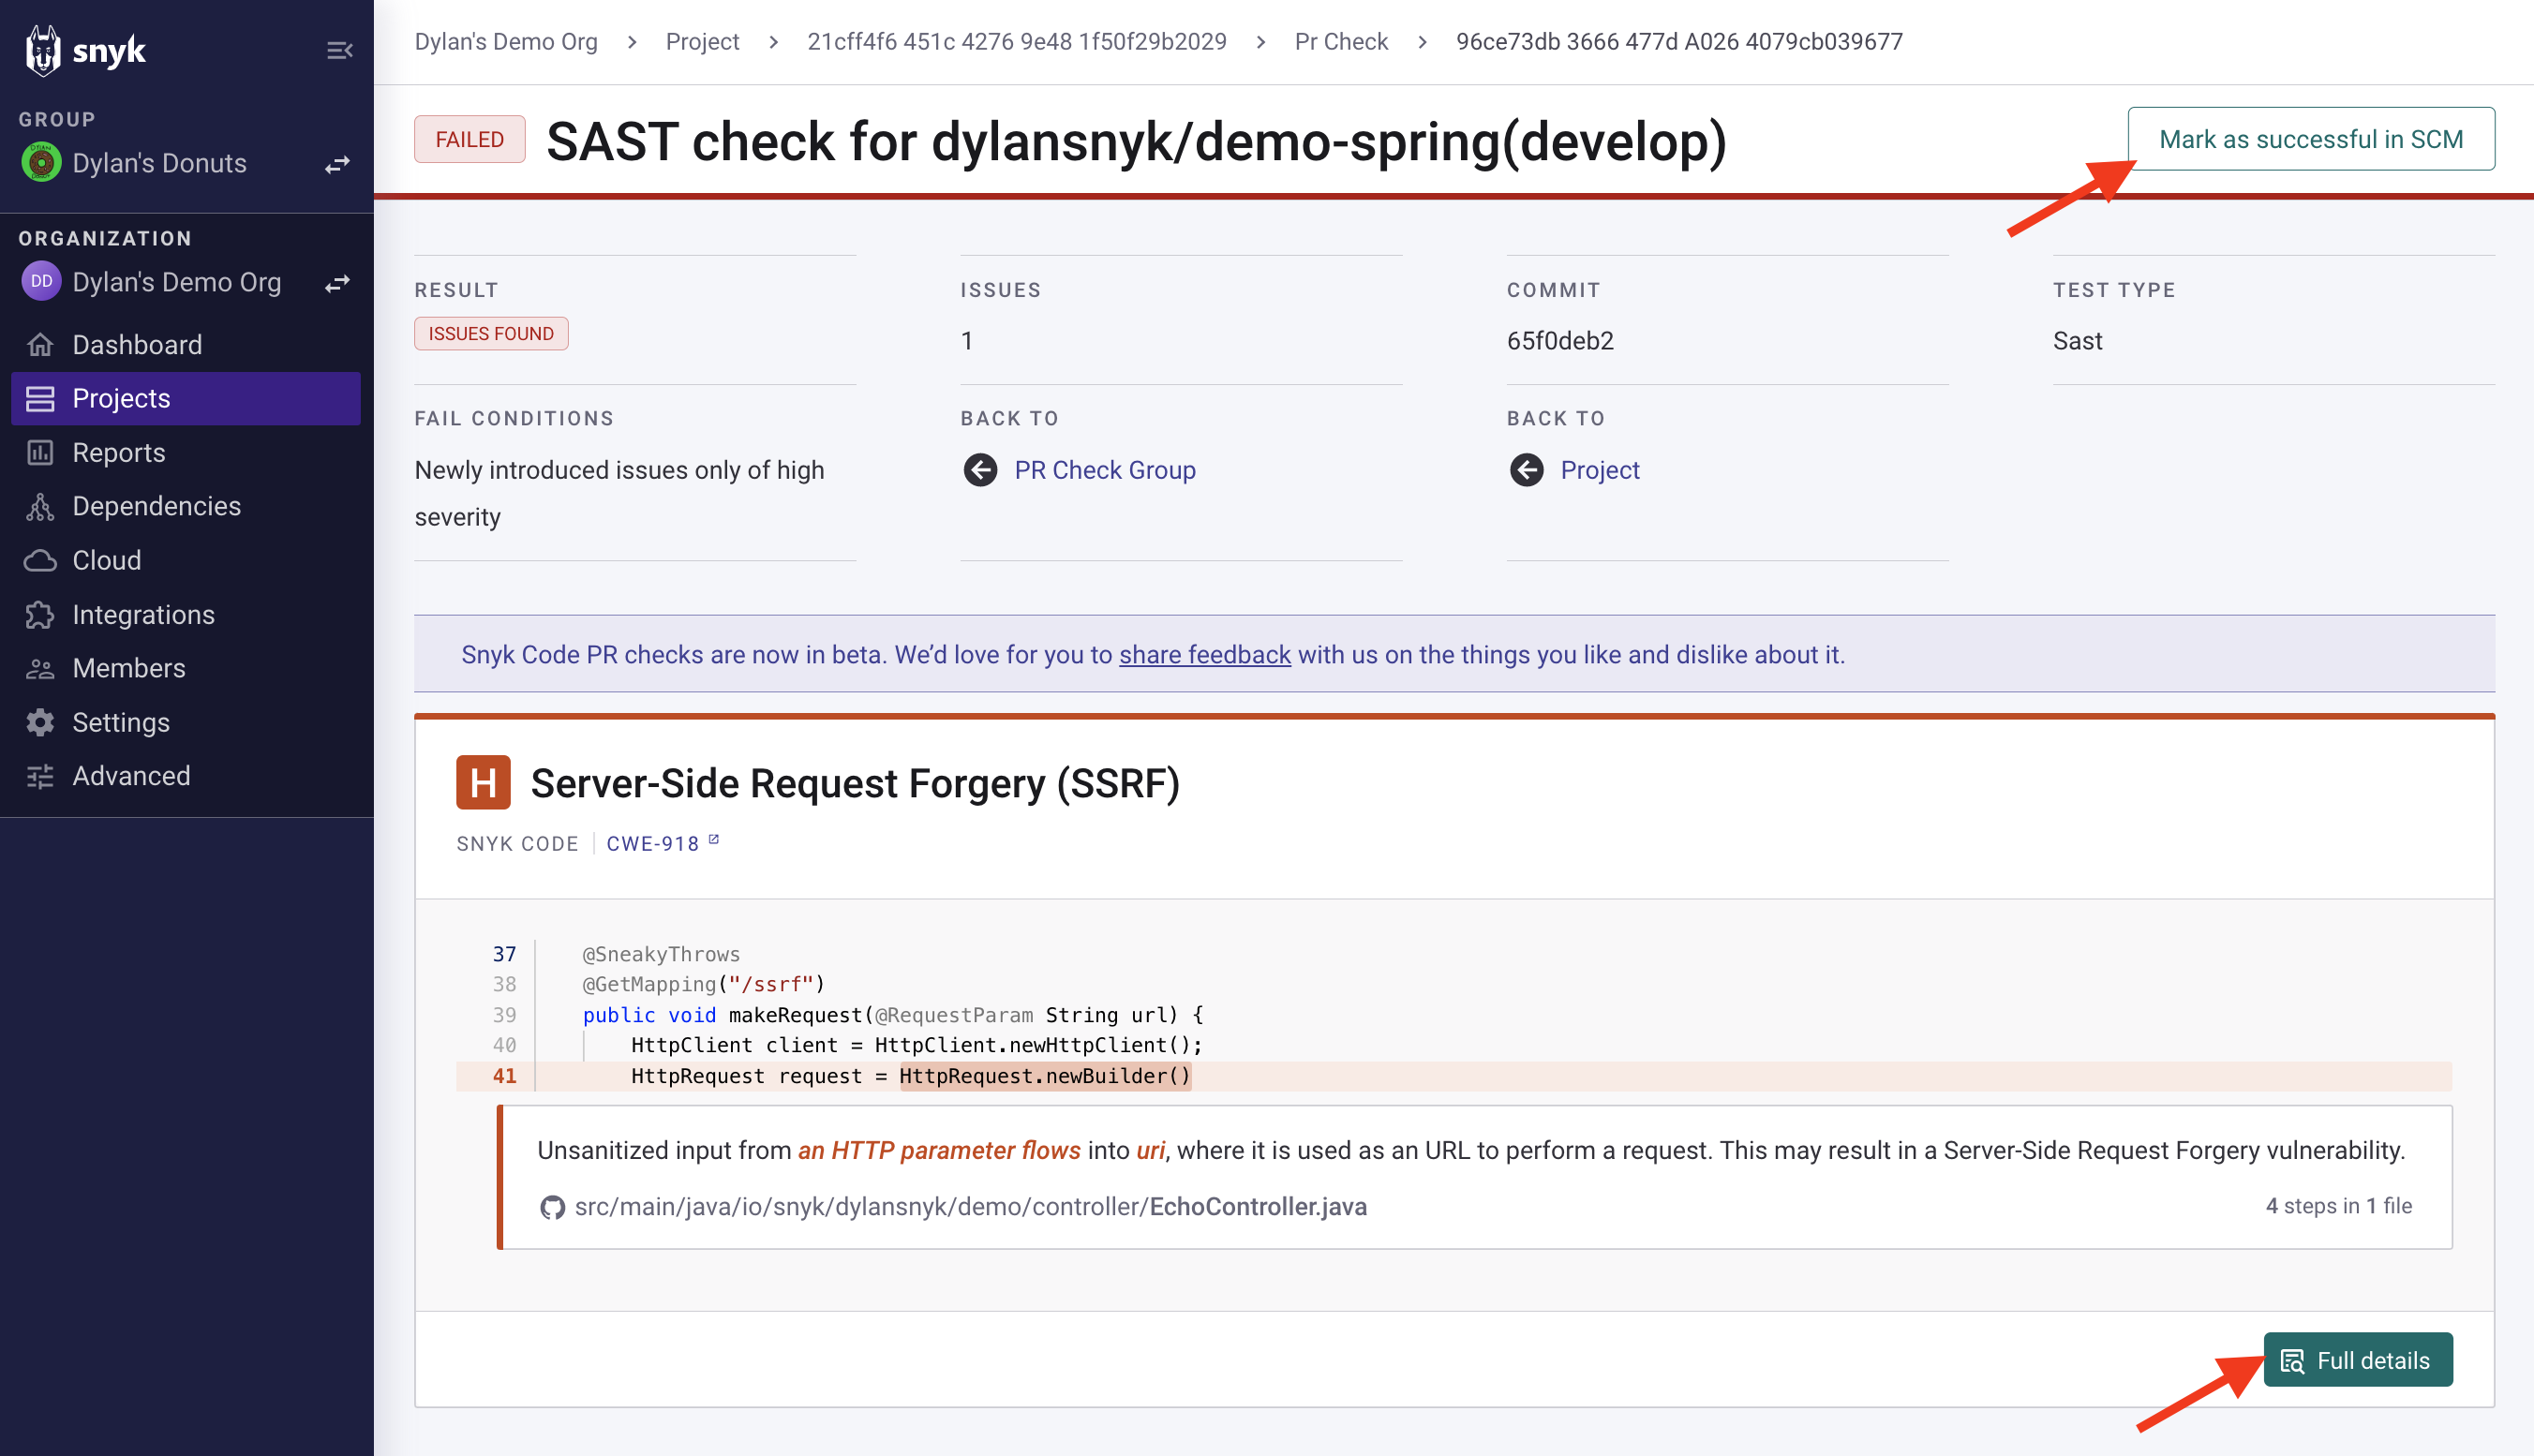 snyk
GROUP
Dylan's Donuts
ORGANIZATION
DD
Dylan's Demo Org
Dashboard
Projects
Reports
Dependencies
Cloud
Integrations
Members
Settings
Advanced
Dylan's Demo Org > Project > 21cff4f6 451c 4276 9e48 1f50f29b2029 > Pr Check > 96ce73db 3666 477d A026 4079cb039677
FAILED SAST check for dylansnyk/demo-spring(develop)
Mark as successful in SCM
RESULT
ISSUES FOUND
ISSUES
1
COMMIT
65f0deb2
TEST TYPE
Sast
FAIL CONDITIONS
Newly introduced issues only of high
severity
BACK TO
PR Check Group
BACK TO
Project
Snyk Code PR checks are now in beta. We’d love for you to share feedback with us on the things you like and dislike about it.
H Server-Side Request Forgery (SSRF)
SNYK CODE | CWE-918
37 @SneakyThrows
38 @GetMapping("/ssrf")
39 public void makeRequest(@RequestParam String url) {
40 HttpClient client = HttpClient.newHttpClient();
41 HttpRequest request = HttpRequest.newBuilder()
Unsanitized input from an HTTP parameter flows into uri, where it is used as an URL to perform a request. This may result in a Server-Side Request Forgery vulnerability.
src/main/java/io/snyk/dylansnyk/demo/controller/EchoController.java
4 steps in 1 file
Full details